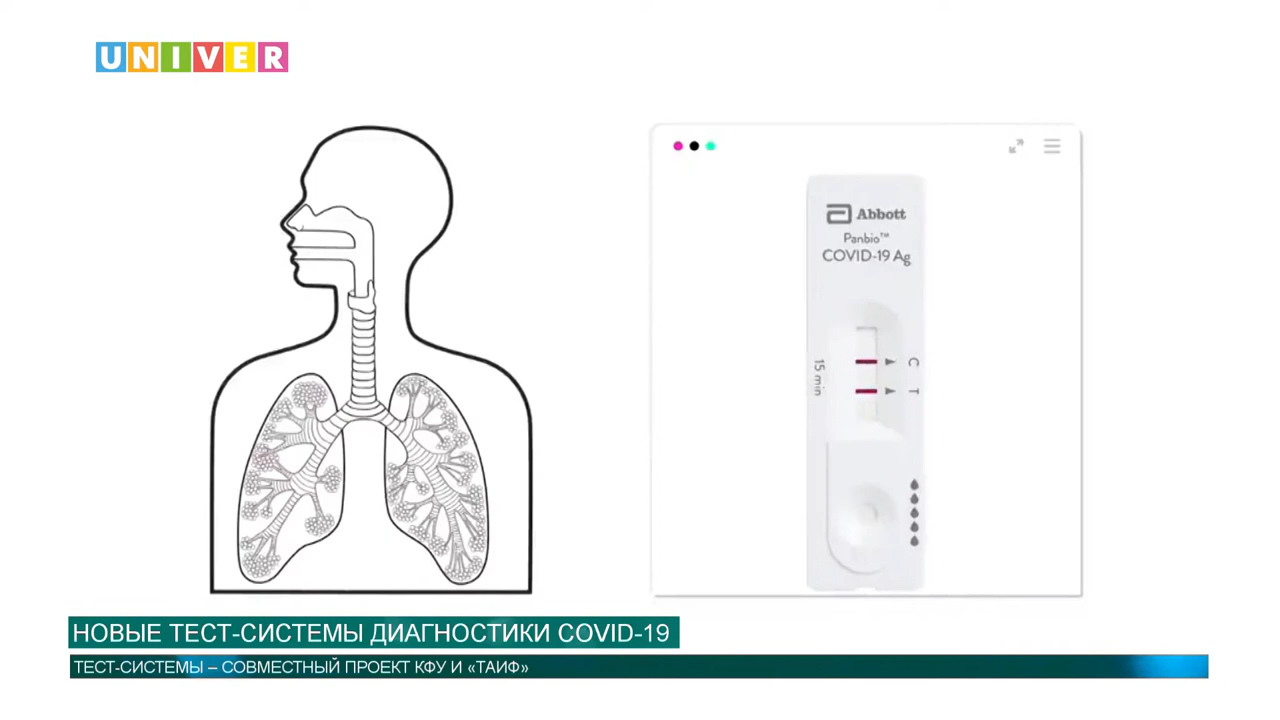 UNIVER
Abbott
Panbio™
COVID-19 Ag
15 min
C
T
НОВЫЕ ТЕСТ-СИСТЕМЫ ДИАГНОСТИКИ COVID-19
ТЕСТ-СИСТЕМЫ – СОВМЕСТНЫЙ ПРОЕКТ КФУ И «ТАИФ»